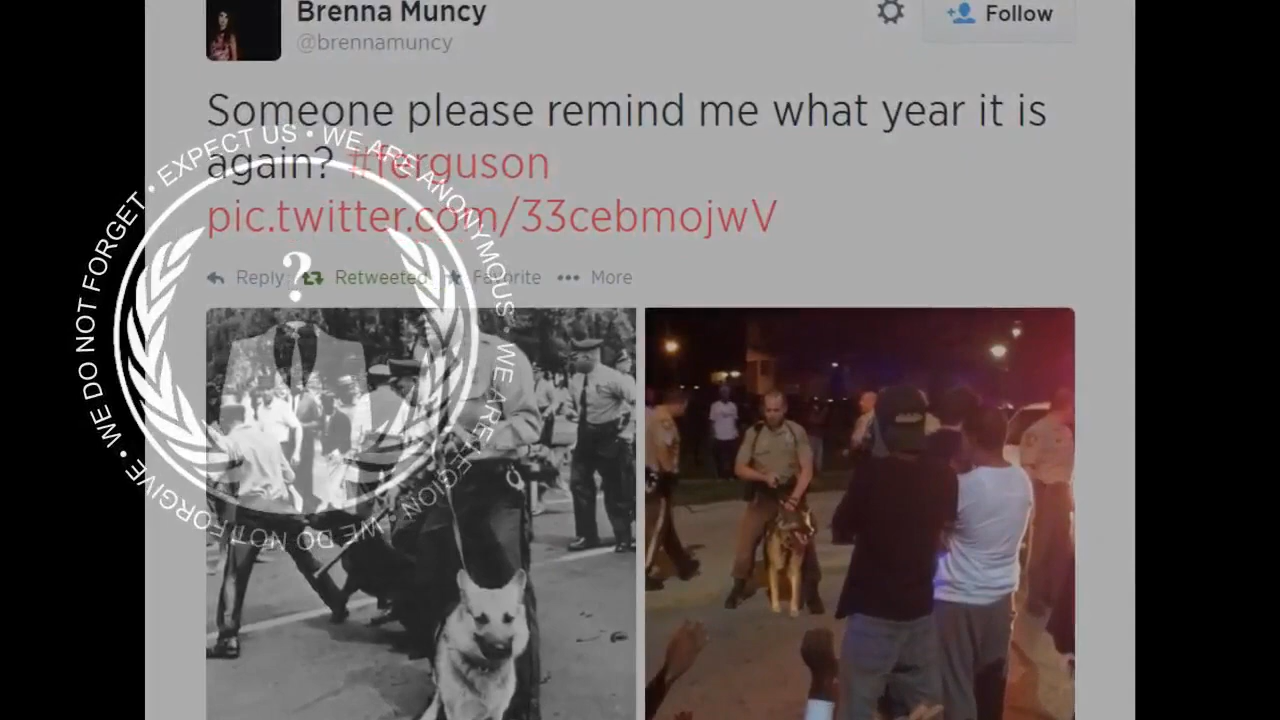 Brenna Muncy
@brennamuncy
Follow
Someone please remind me what year it is
again? #ferguson
pic.twitter.com/33cebmojwV
Reply Retweeted Favorite More
WE ARE ANONYMOUS • WE ARE LEGION • WE DO NOT FORGIVE • WE DO NOT FORGET • EXPECT US •
?